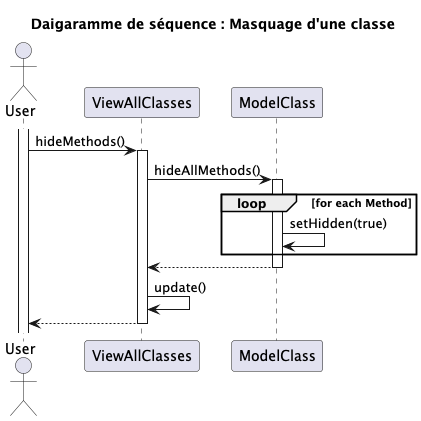 Daigaramme de séquence : Masquage d'une classe
User
ViewAllClasses
ModelClass
hideMethods()
hideAllMethods()
loop
[for each Method]
setHidden(true)
update()
User
ViewAllClasses
ModelClass